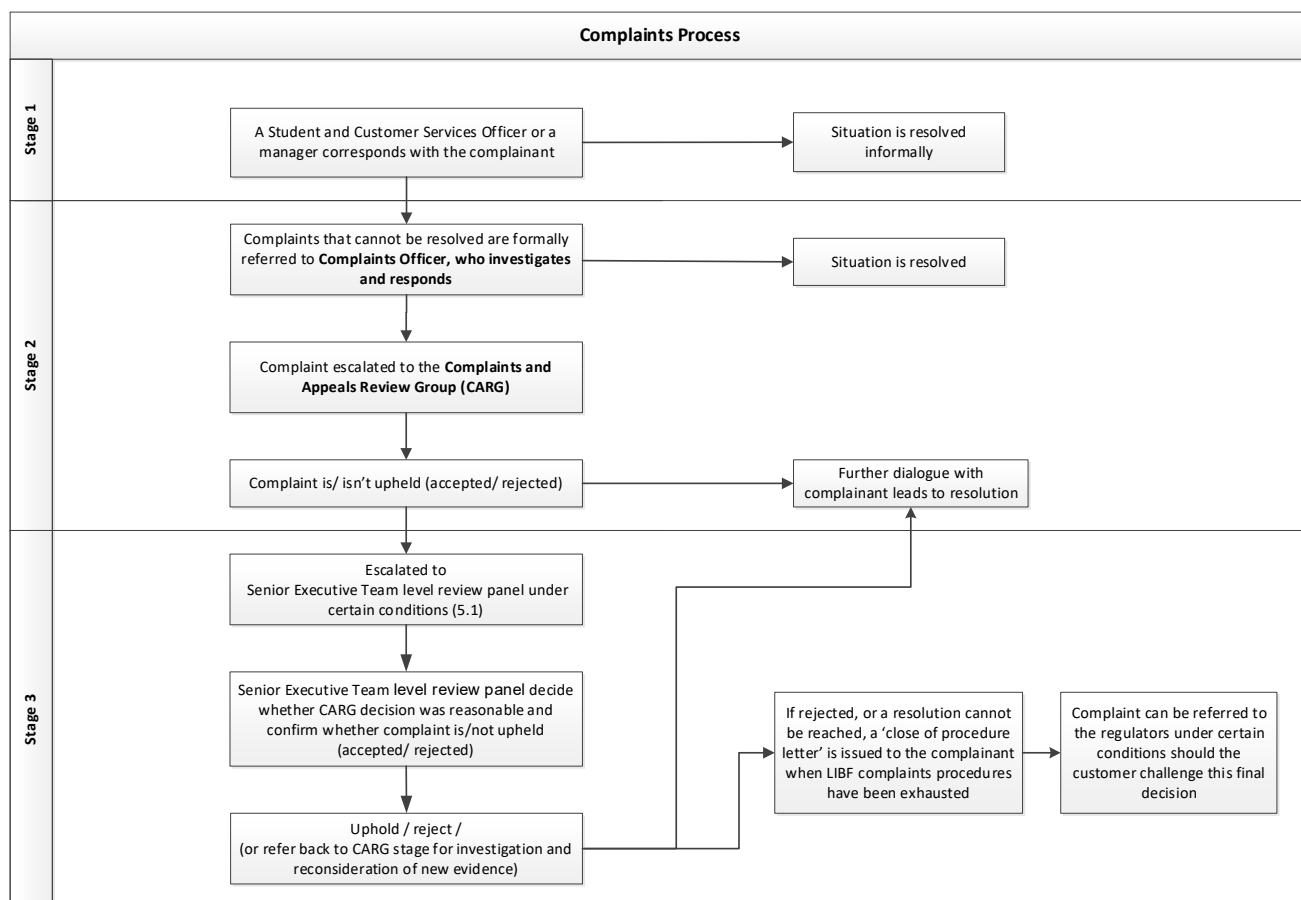 Complaints Process
Stage 1
A Student and Customer Services Officer or a
manager corresponds with the complainant
Situation is resolved
informally
Stage 2
Complaints that cannot be resolved are formally
referred to Complaints Officer, who investigates
and responds
Situation is resolved
Complaint escalated to the Complaints and
Appeals Review Group (CARG)
Complaint is/ isn’t upheld (accepted/ rejected)
Further dialogue with
complainant leads to resolution
Stage 3
Escalated to
Senior Executive Team level review panel under
certain conditions (5.1)
Senior Executive Team level review panel decide
whether CARG decision was reasonable and
confirm whether complaint is/not upheld
(accepted/ rejected)
If rejected, or a resolution cannot
be reached, a ‘close of procedure
letter’ is issued to the complainant
when LIBF complaints procedures
have been exhausted
Complaint can be referred to
the regulators under certain
conditions should the
customer challenge this final
decision
Uphold / reject /
(or refer back to CARG stage for investigation and
reconsideration of new evidence)